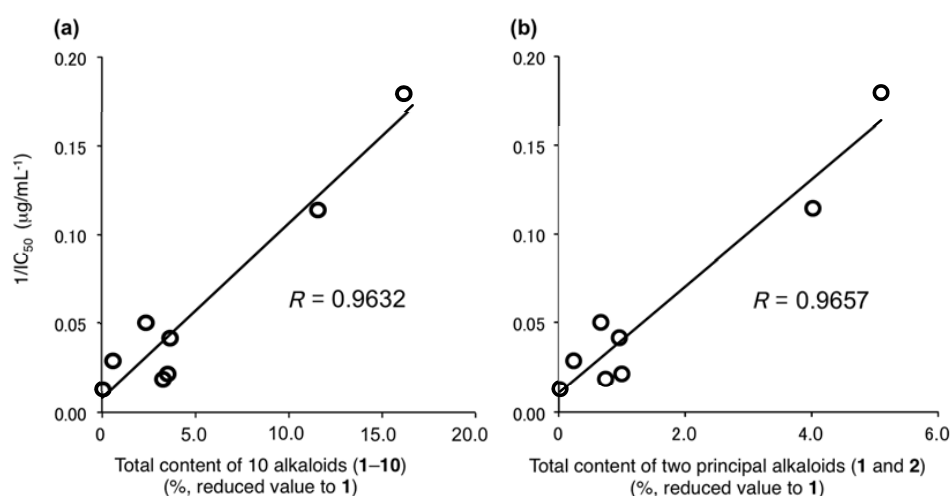 (a)
0.20
0.15
0.10
0.05
0.00
1/IC50 (μg/mL-1)
R = 0.9632
0
5.0
10.0
15.0
20.0
Total content of 10 alkaloids (1–10)
(%, reduced value to 1)
(b)
0.20
0.15
0.10
0.05
0.00
R = 0.9657
0
2.0
4.0
6.0
Total content of two principal alkaloids (1 and 2)
(%, reduced value to 1)